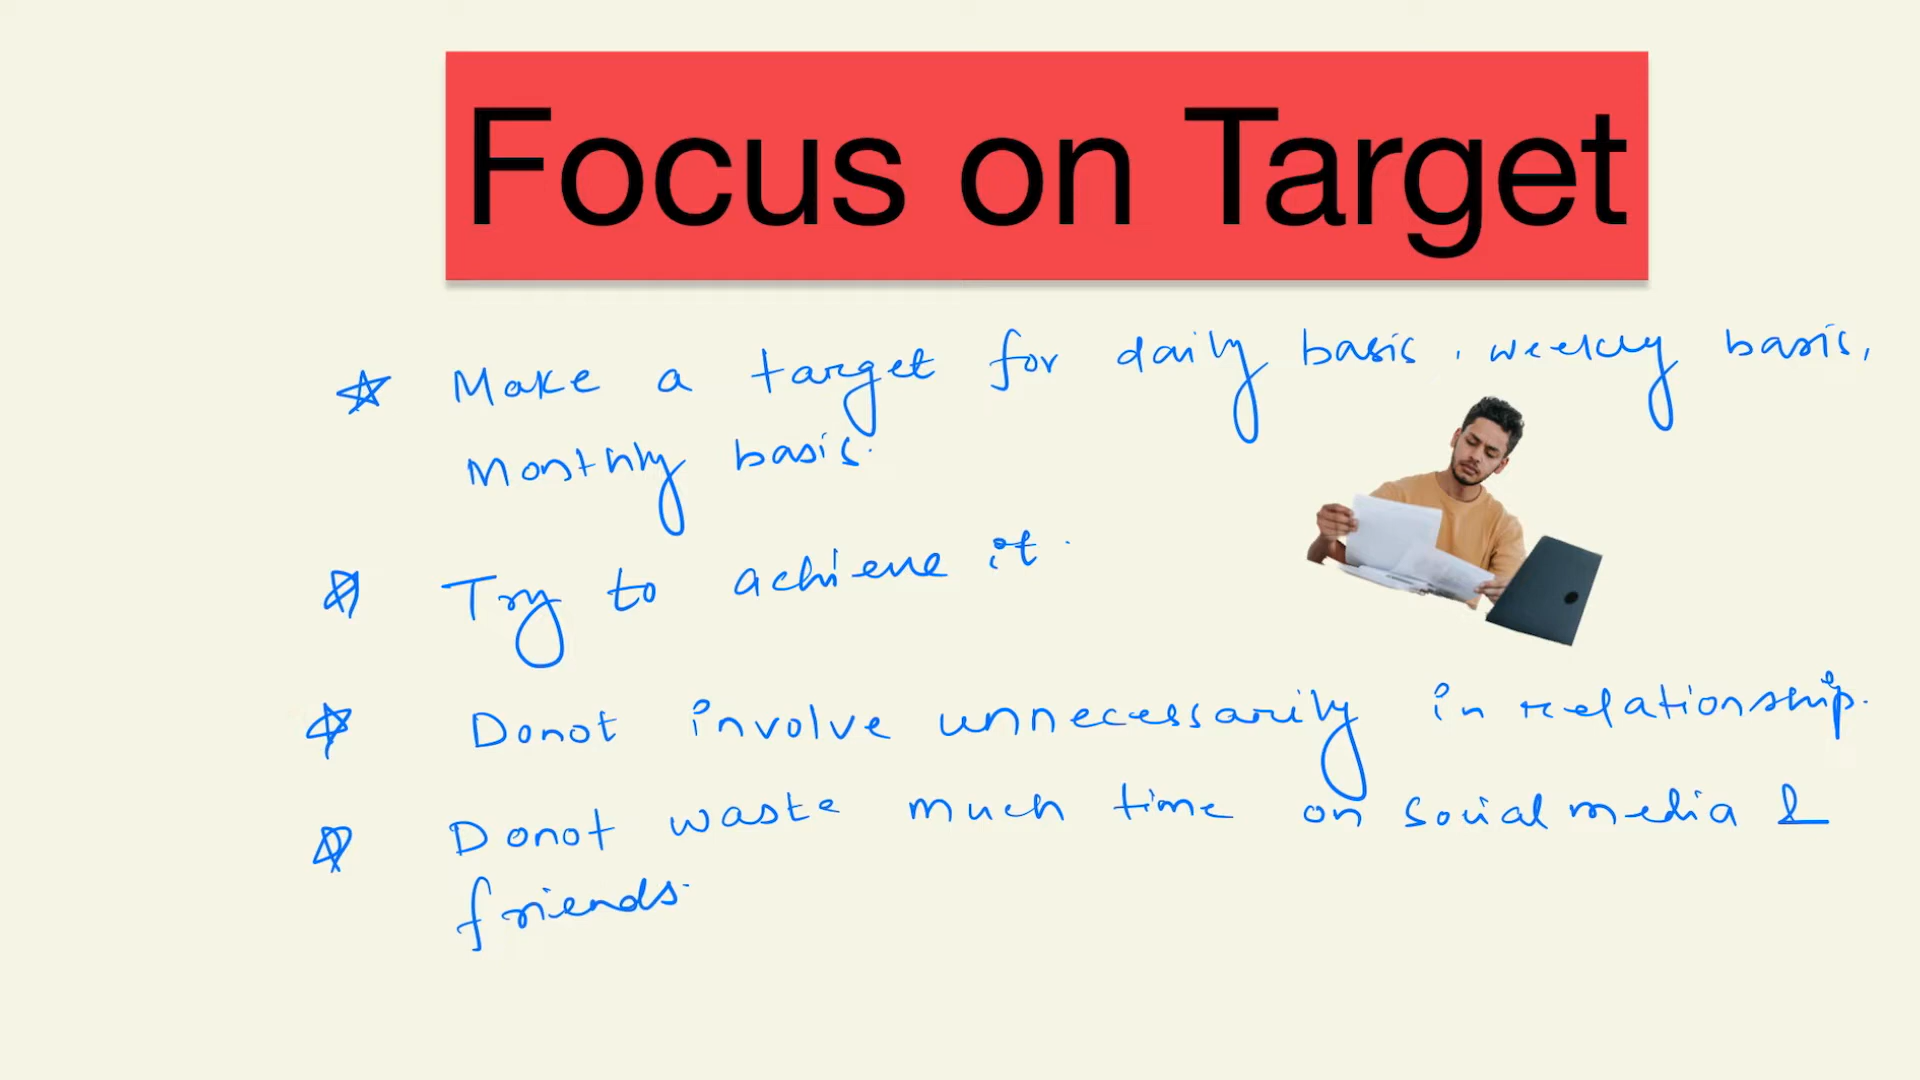 Focus on Target
☆ Make a target for daily basis, weekly basis,
Monthly basis.
☆ Try to achieve it.
☆ Donot involve unnecessarily in relationship.
☆ Donot waste much time on social media &
friends.